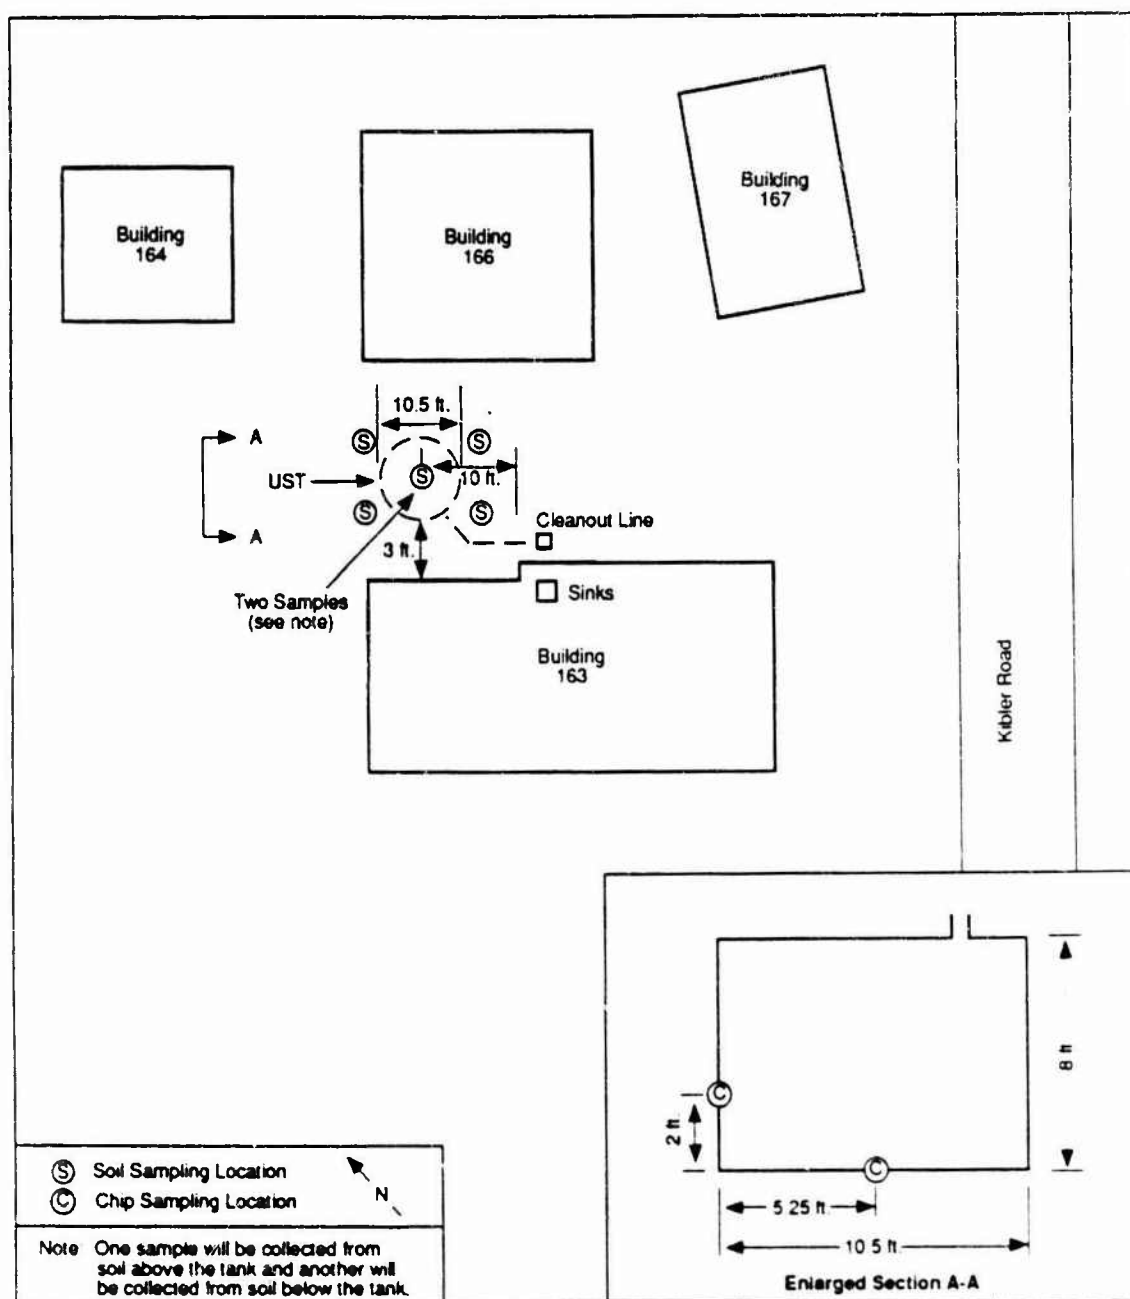 Building
167
Building
164
Building
166
10.5 ft.
A
S
S
UST
S
10 ft.
S
S
A
Cleanout Line
3 ft.
Two Samples
(see note)
Sinks
Building
163
Kibler Road
8 ft
C
2 ft.
C
5 25 ft.
10 5 ft.
Enlarged Section A-A
S Soil Sampling Location
C Chip Sampling Location
N
Note One sample will be collected from
soil above the tank and another will
be collected from soil below the tank.